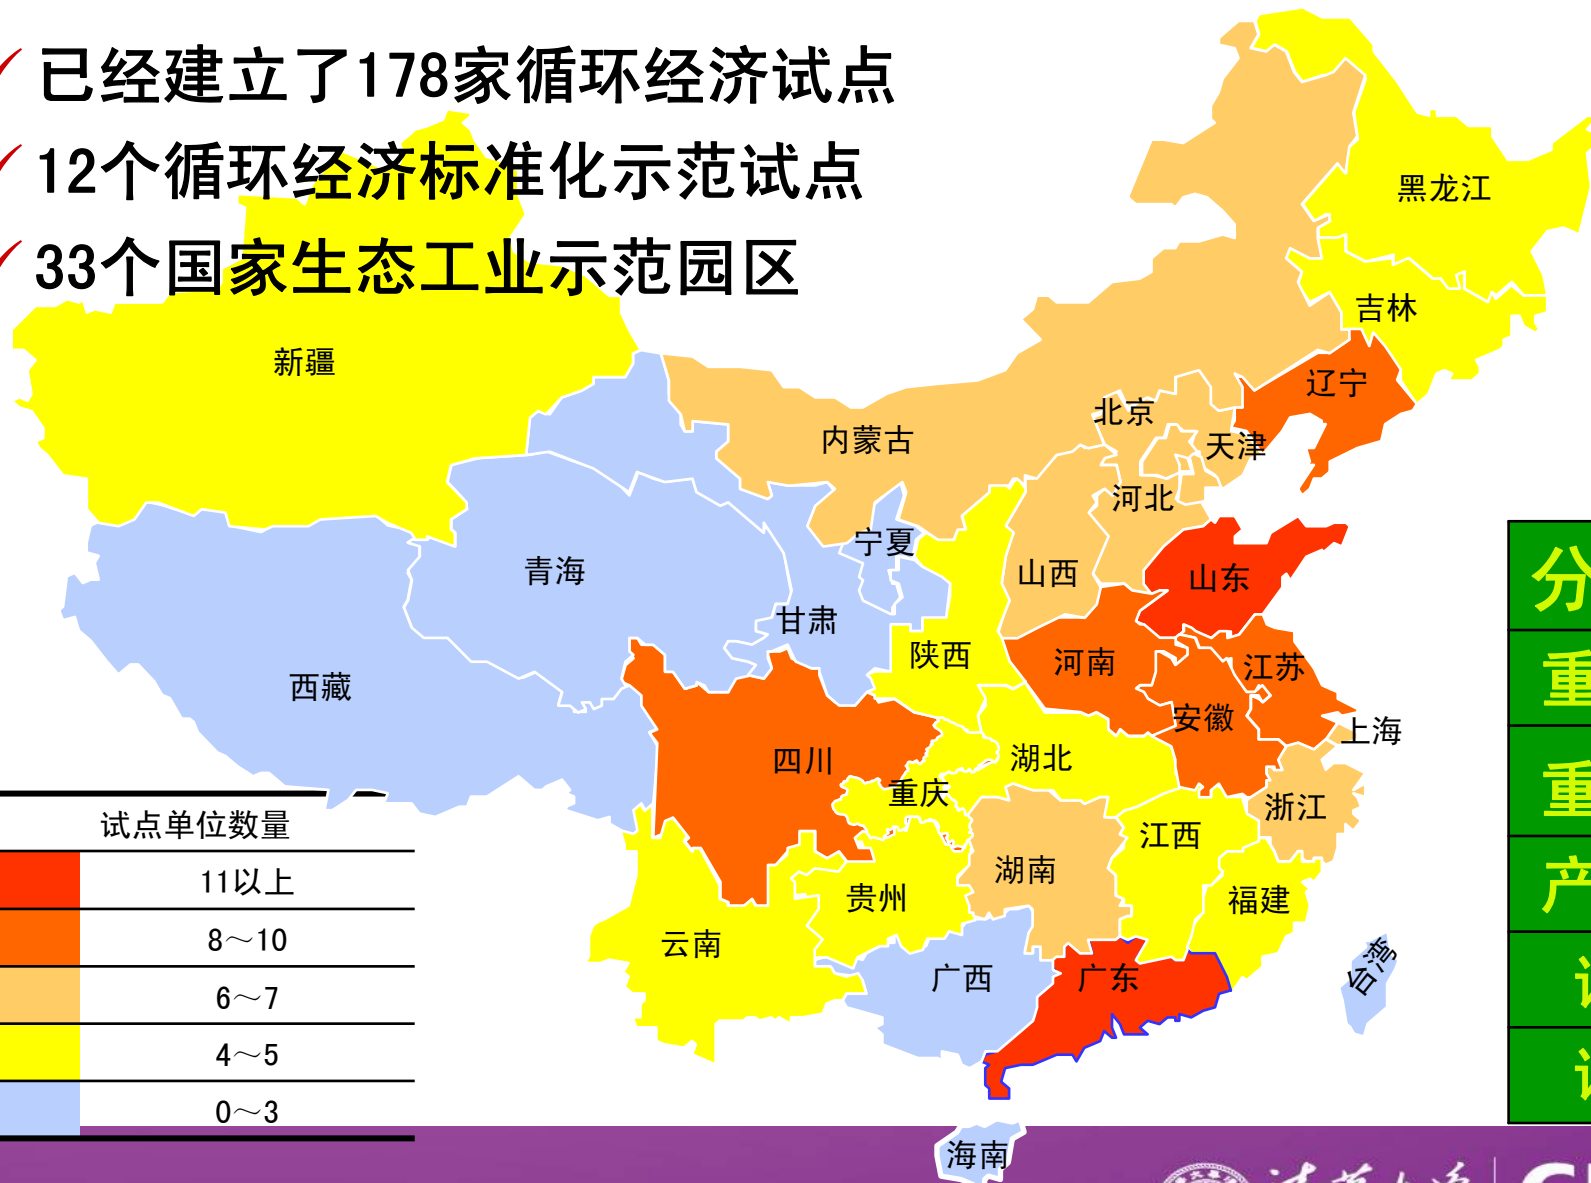 已经建立了178家循环经济试点
12个循环经济标准化示范试点
33个国家生态工业示范园区
黑龙江
吉林
新疆
辽宁
北京
内蒙古
天津
河北
宁夏
青海
山西
山东
甘肃
陕西
河南
江苏
西藏
安徽
上海
四川
湖北
重庆
浙江
江西
湖南
贵州
福建
云南
广西
广东
台湾
海南
试点单位数量
11以上
8～10
6～7
4～5
0～3
分
重
重
产
清华大学